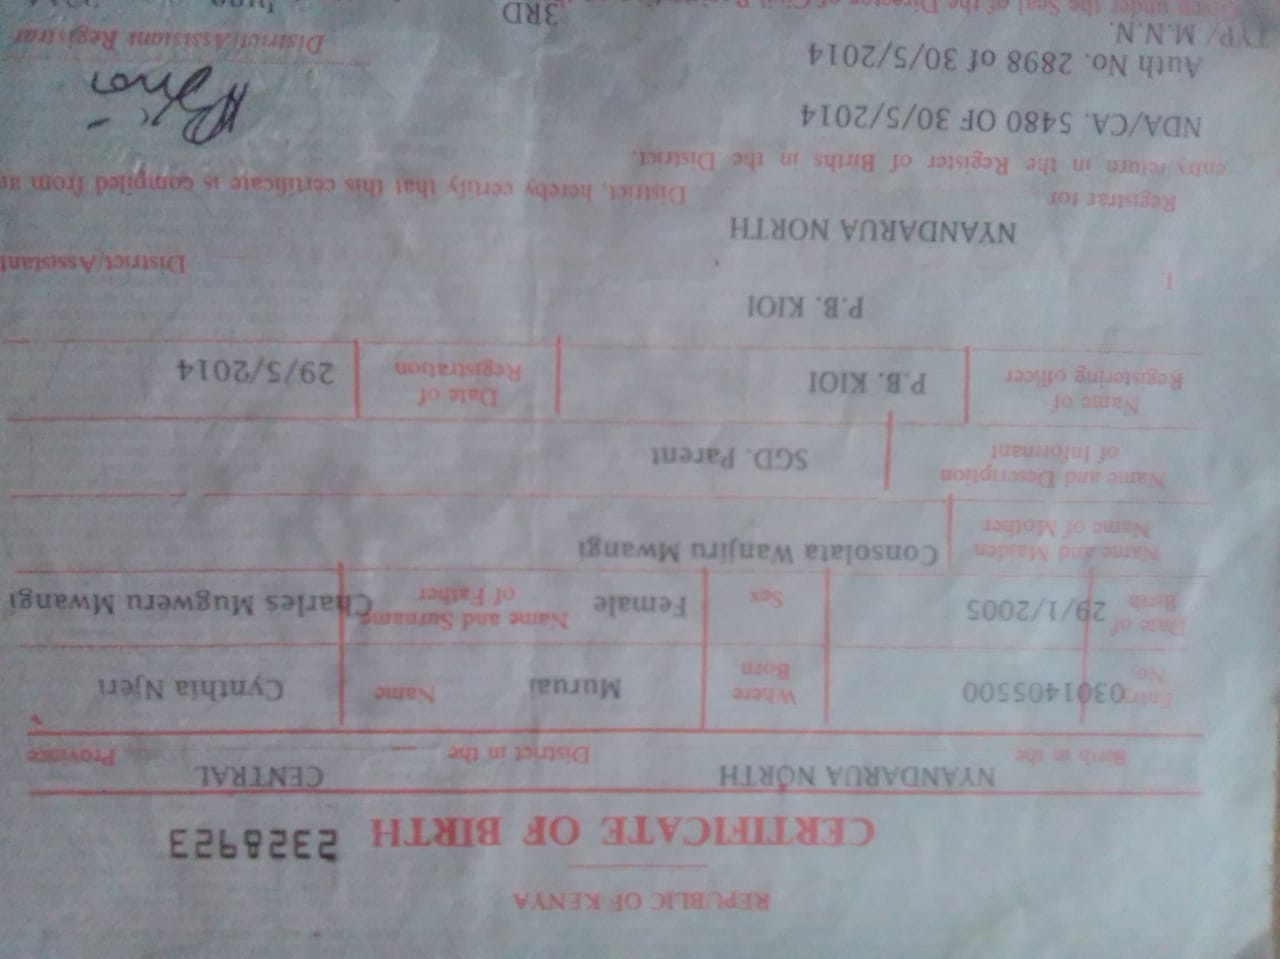 REPUBLIC OF KENYA
CERTIFICATE OF BIRTH 2328923
NYANDARUA NORTH CENTRAL
Birth in the District in the Province
Entry No. 0301405500 Where Born Muruai Name Cynthia Njeri
Date of Birth 29/1/2005 Sex Female Name and Surname of Father Charles Mugweru Mwangi
Name and Maiden Name of Mother Consolata Wanjiru Mwangi
Name and Description of Informant SGD. Parent
Name of Registering officer P.B. KIOI Date of Registration 29/5/2014
P.B. KIOI
I. District/Assistant
NYANDARUA NORTH
Registrar for District, hereby certify that this certificate is compiled from an
entry return in the Register of Births in the District.
NDA/CA. 5480 OF 30/5/2014
Auth No. 2898 of 30/5/2014
District/Assistant Registrar
TYP/ M.N.N.
3RD
under the Seal of the Director of Civil